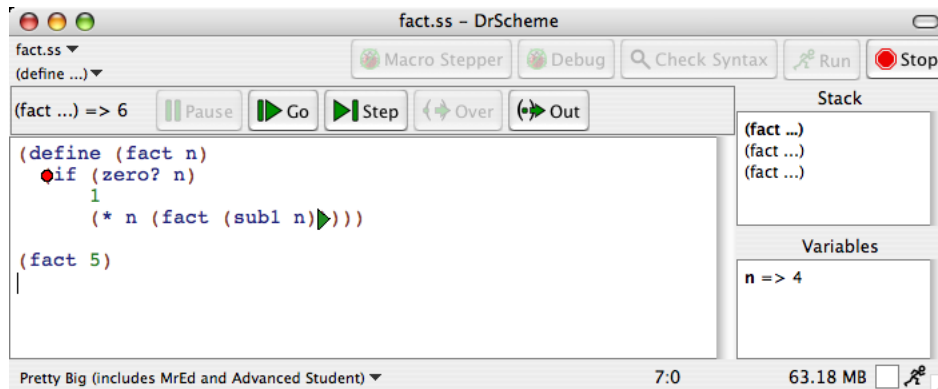 fact.ss – DrScheme
fact.ss
(define ...)
Macro Stepper Debug Check Syntax Run Stop
(fact ...) => 6 Pause Go Step Over Out
(define (fact n)
(if (zero? n)
1
(* n (fact (sub1 n))))
(fact 5)
Stack
(fact ...)
(fact ...)
(fact ...)
Variables
n => 4
Pretty Big (includes MrEd and Advanced Student) 7:0 63.18 MB